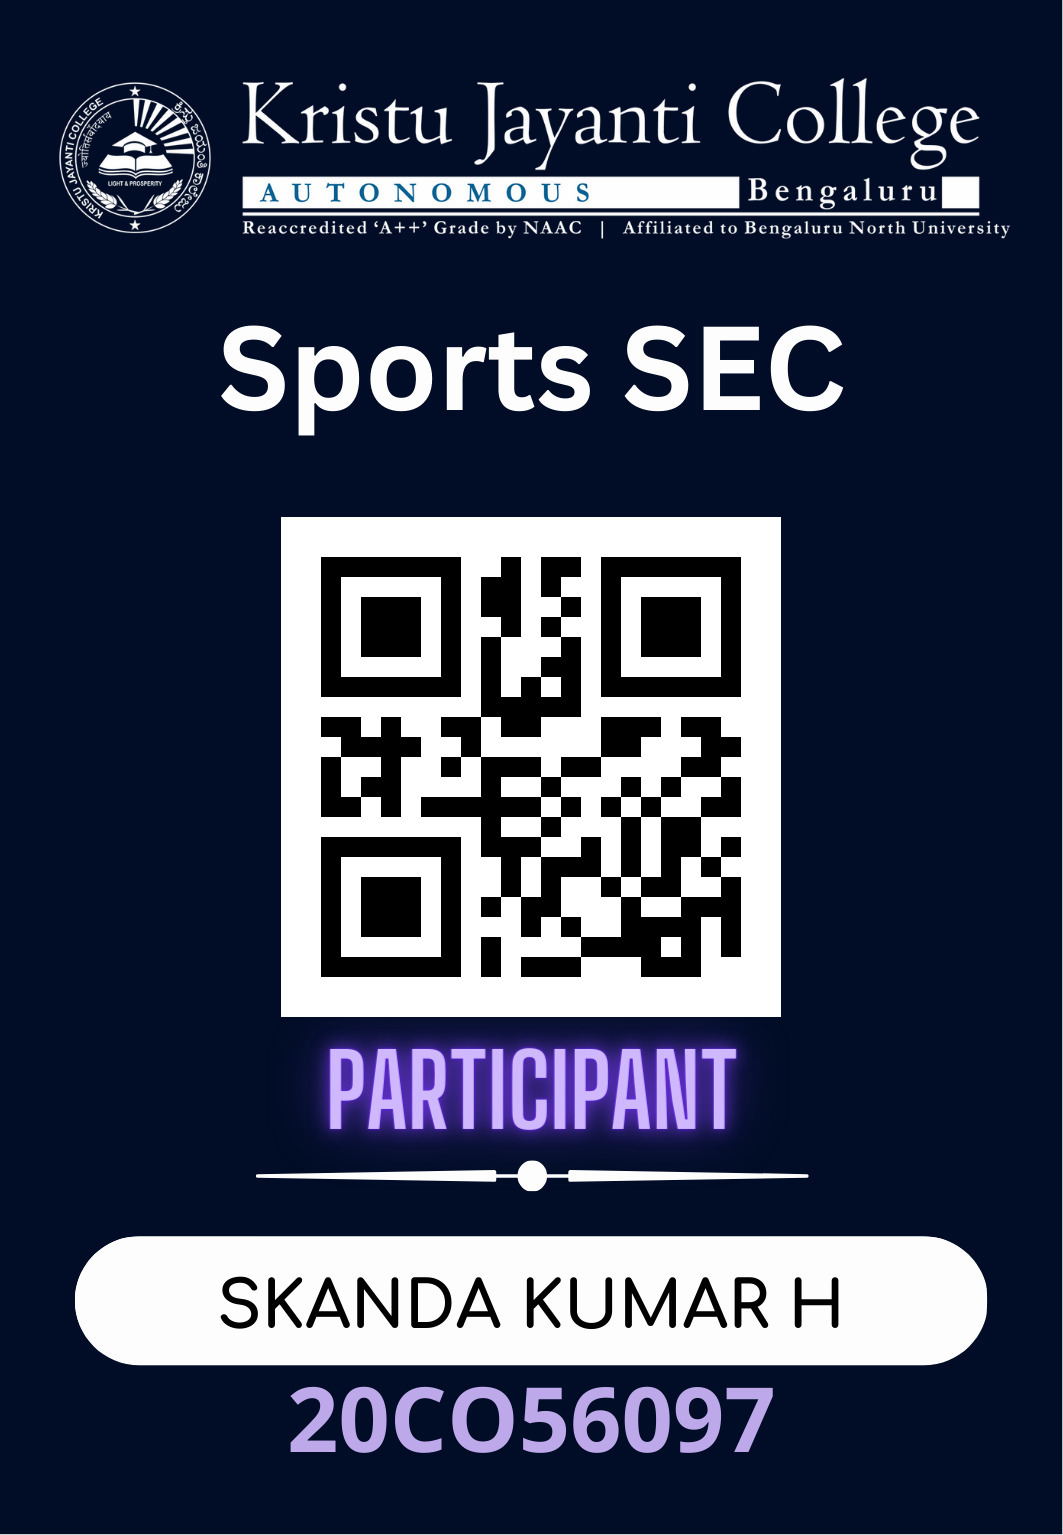 Kristu Jayanti College
AUTONOMOUS Bengaluru
Reaccredited ‘A++’ Grade by NAAC | Affiliated to Bengaluru North University
KRISTU JAYANTI COLLEGE
ಕ್ರಿಸ್ತು ಜಯಂತಿ ಕಾಲೇಜು
LIGHT & PROSPERITY
Sports SEC
PARTICIPANT
SKANDA KUMAR H
20CO56097